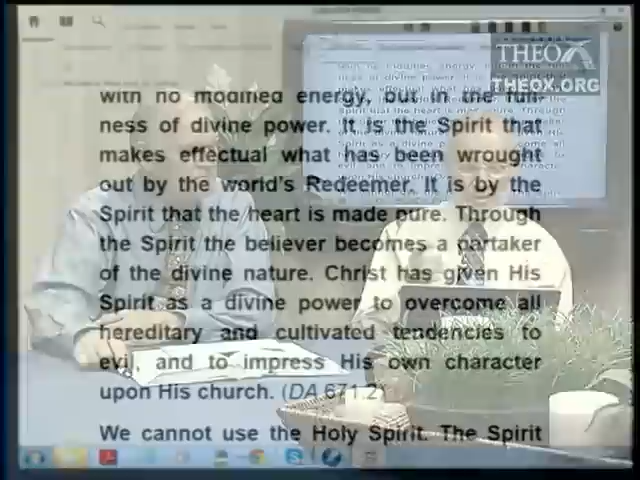 THEOX
THEOX.ORG
with no modified energy, but in the full-
ness of divine power. It is the Spirit that
makes effectual what has been wrought
out by the world's Redeemer. It is by the
Spirit that the heart is made pure. Through
the Spirit the believer becomes a partaker
of the divine nature. Christ has given His
Spirit as a divine power to overcome all
hereditary and cultivated tendencies to
evil, and to impress His own character
upon His church. (DA 671.2)
We cannot use the Holy Spirit. The Spirit